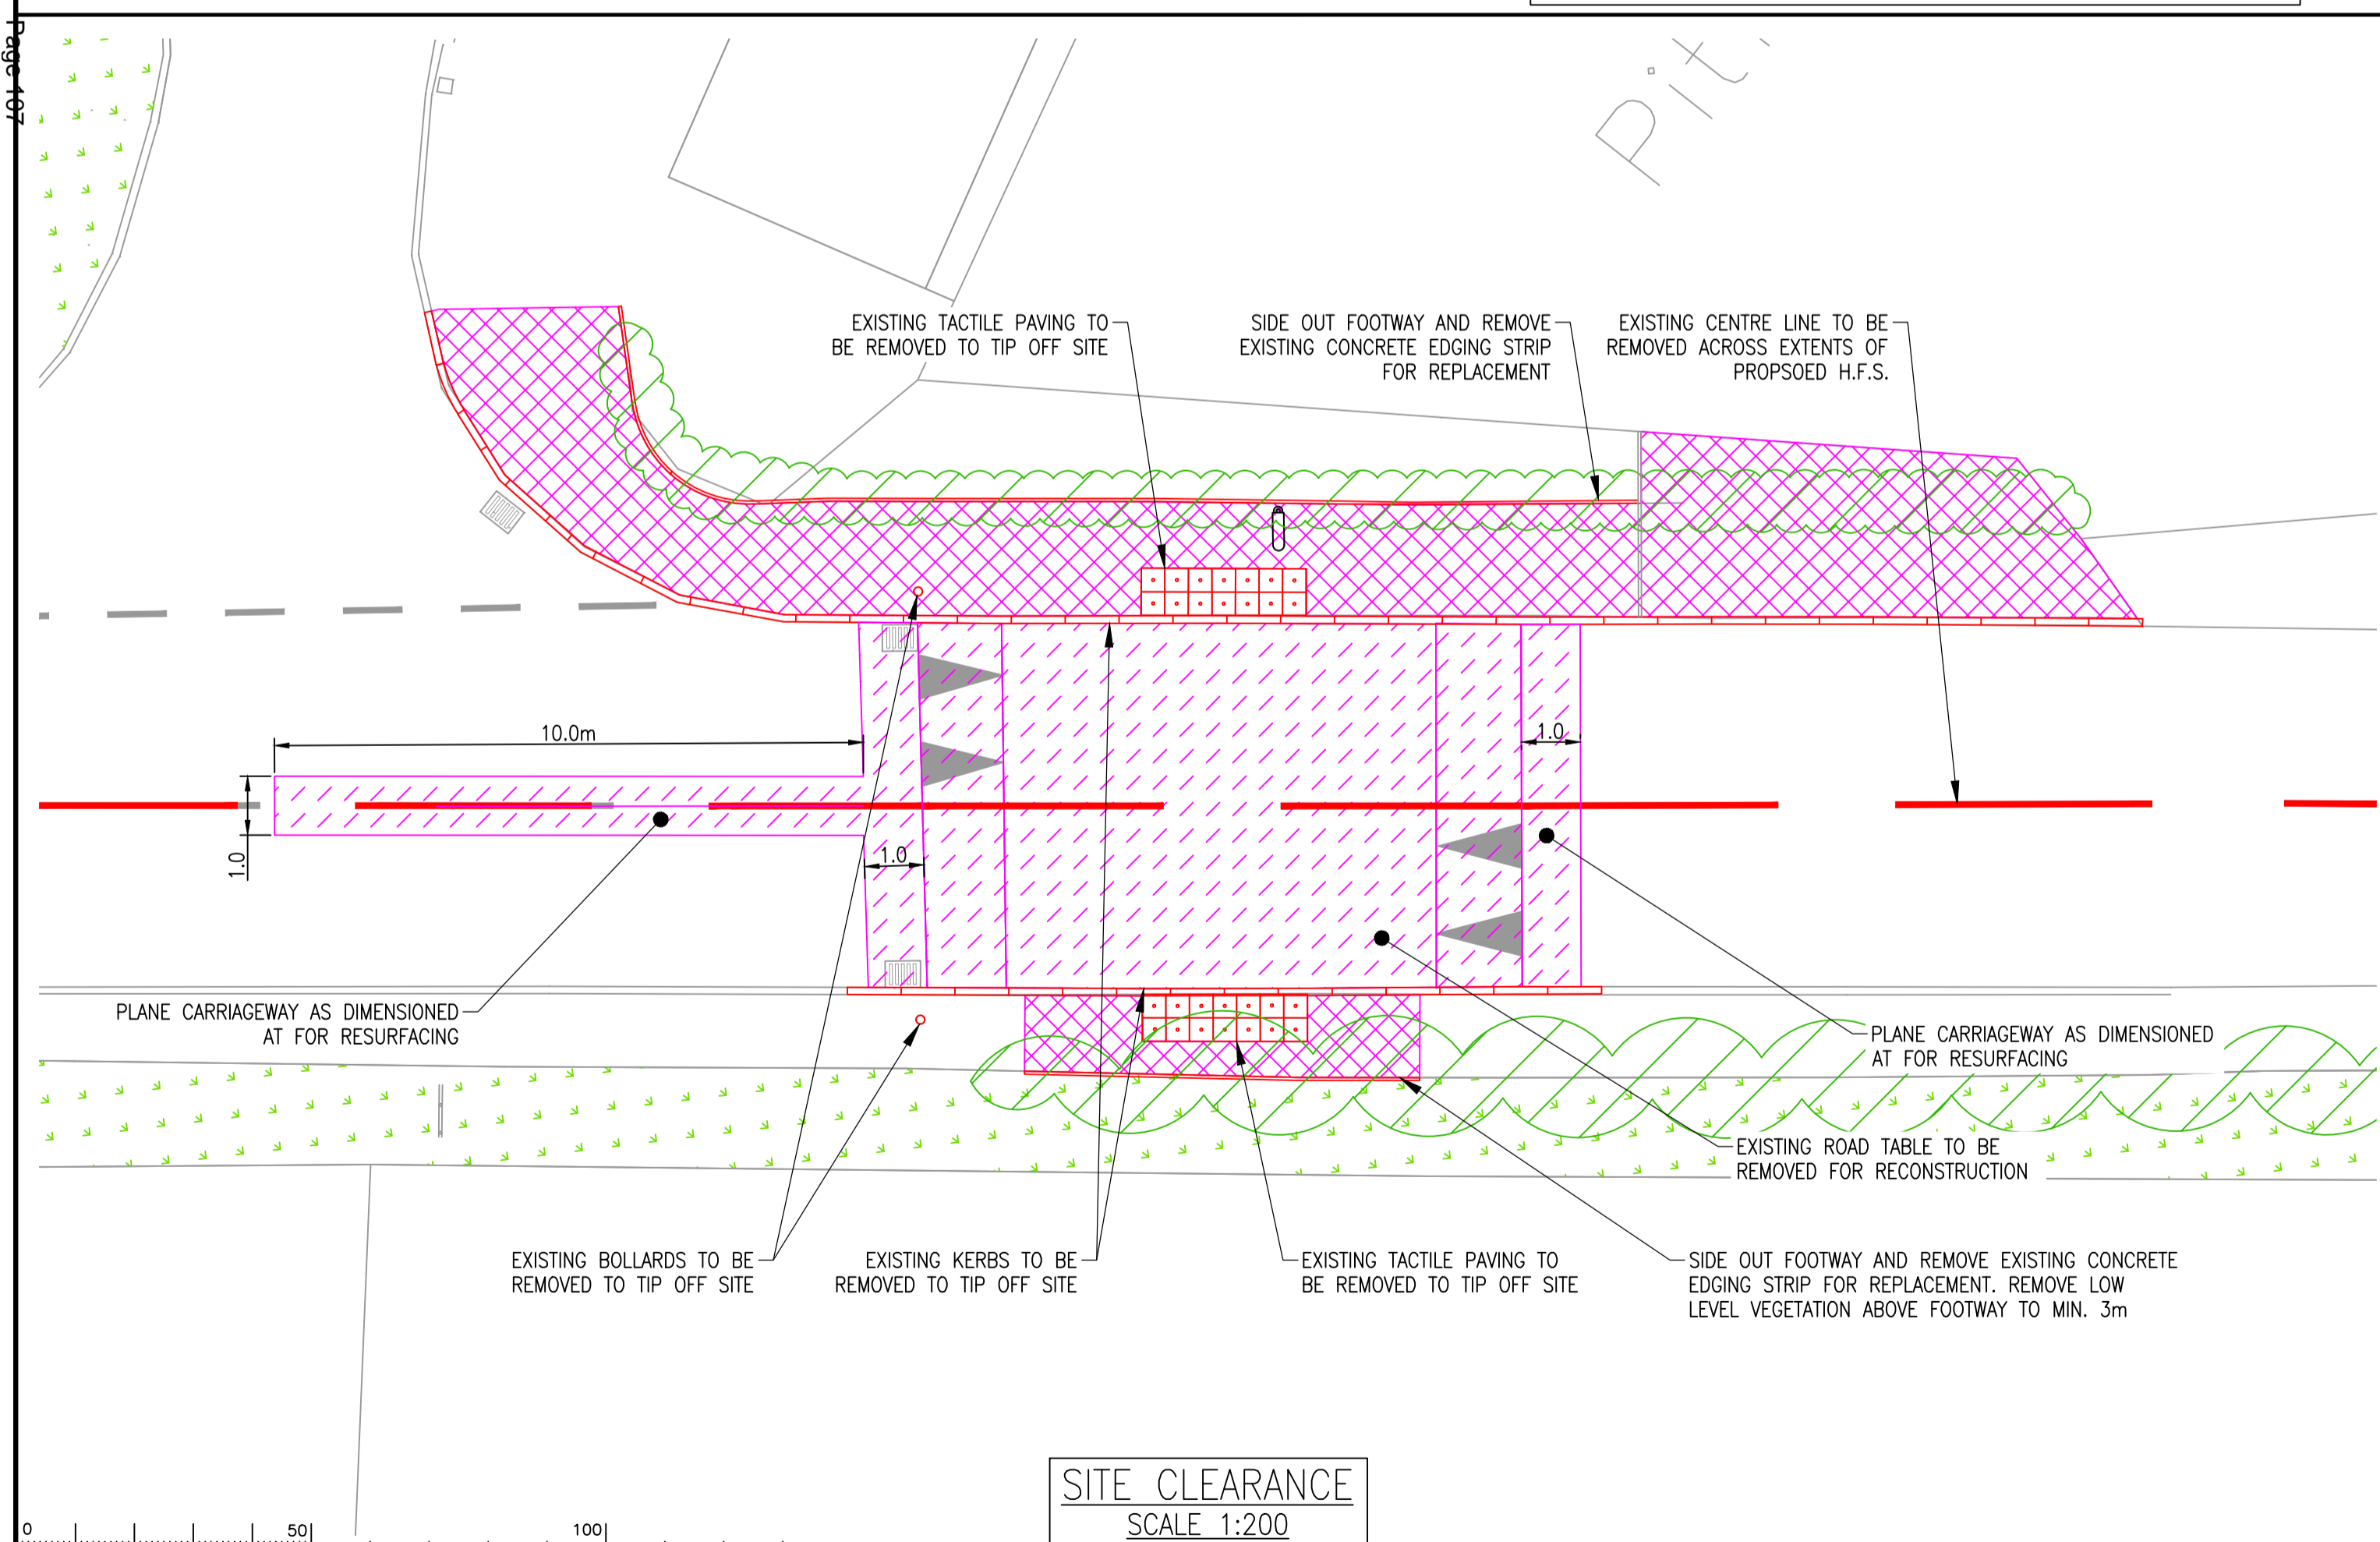 Page 107
Pit
EXISTING TACTILE PAVING TO
BE REMOVED TO TIP OFF SITE
SIDE OUT FOOTWAY AND REMOVE
EXISTING CONCRETE EDGING STRIP
FOR REPLACEMENT
EXISTING CENTRE LINE TO BE
REMOVED ACROSS EXTENTS OF
PROPSOED H.F.S.
10.0m
1.0
1.0
1.0
PLANE CARRIAGEWAY AS DIMENSIONED
AT FOR RESURFACING
PLANE CARRIAGEWAY AS DIMENSIONED
AT FOR RESURFACING
EXISTING ROAD TABLE TO BE
REMOVED FOR RECONSTRUCTION
EXISTING BOLLARDS TO BE
REMOVED TO TIP OFF SITE
EXISTING KERBS TO BE
REMOVED TO TIP OFF SITE
EXISTING TACTILE PAVING TO
BE REMOVED TO TIP OFF SITE
SIDE OUT FOOTWAY AND REMOVE EXISTING CONCRETE
EDGING STRIP FOR REPLACEMENT. REMOVE LOW
LEVEL VEGETATION ABOVE FOOTWAY TO MIN. 3m
SITE CLEARANCE
SCALE 1:200
0
50
100